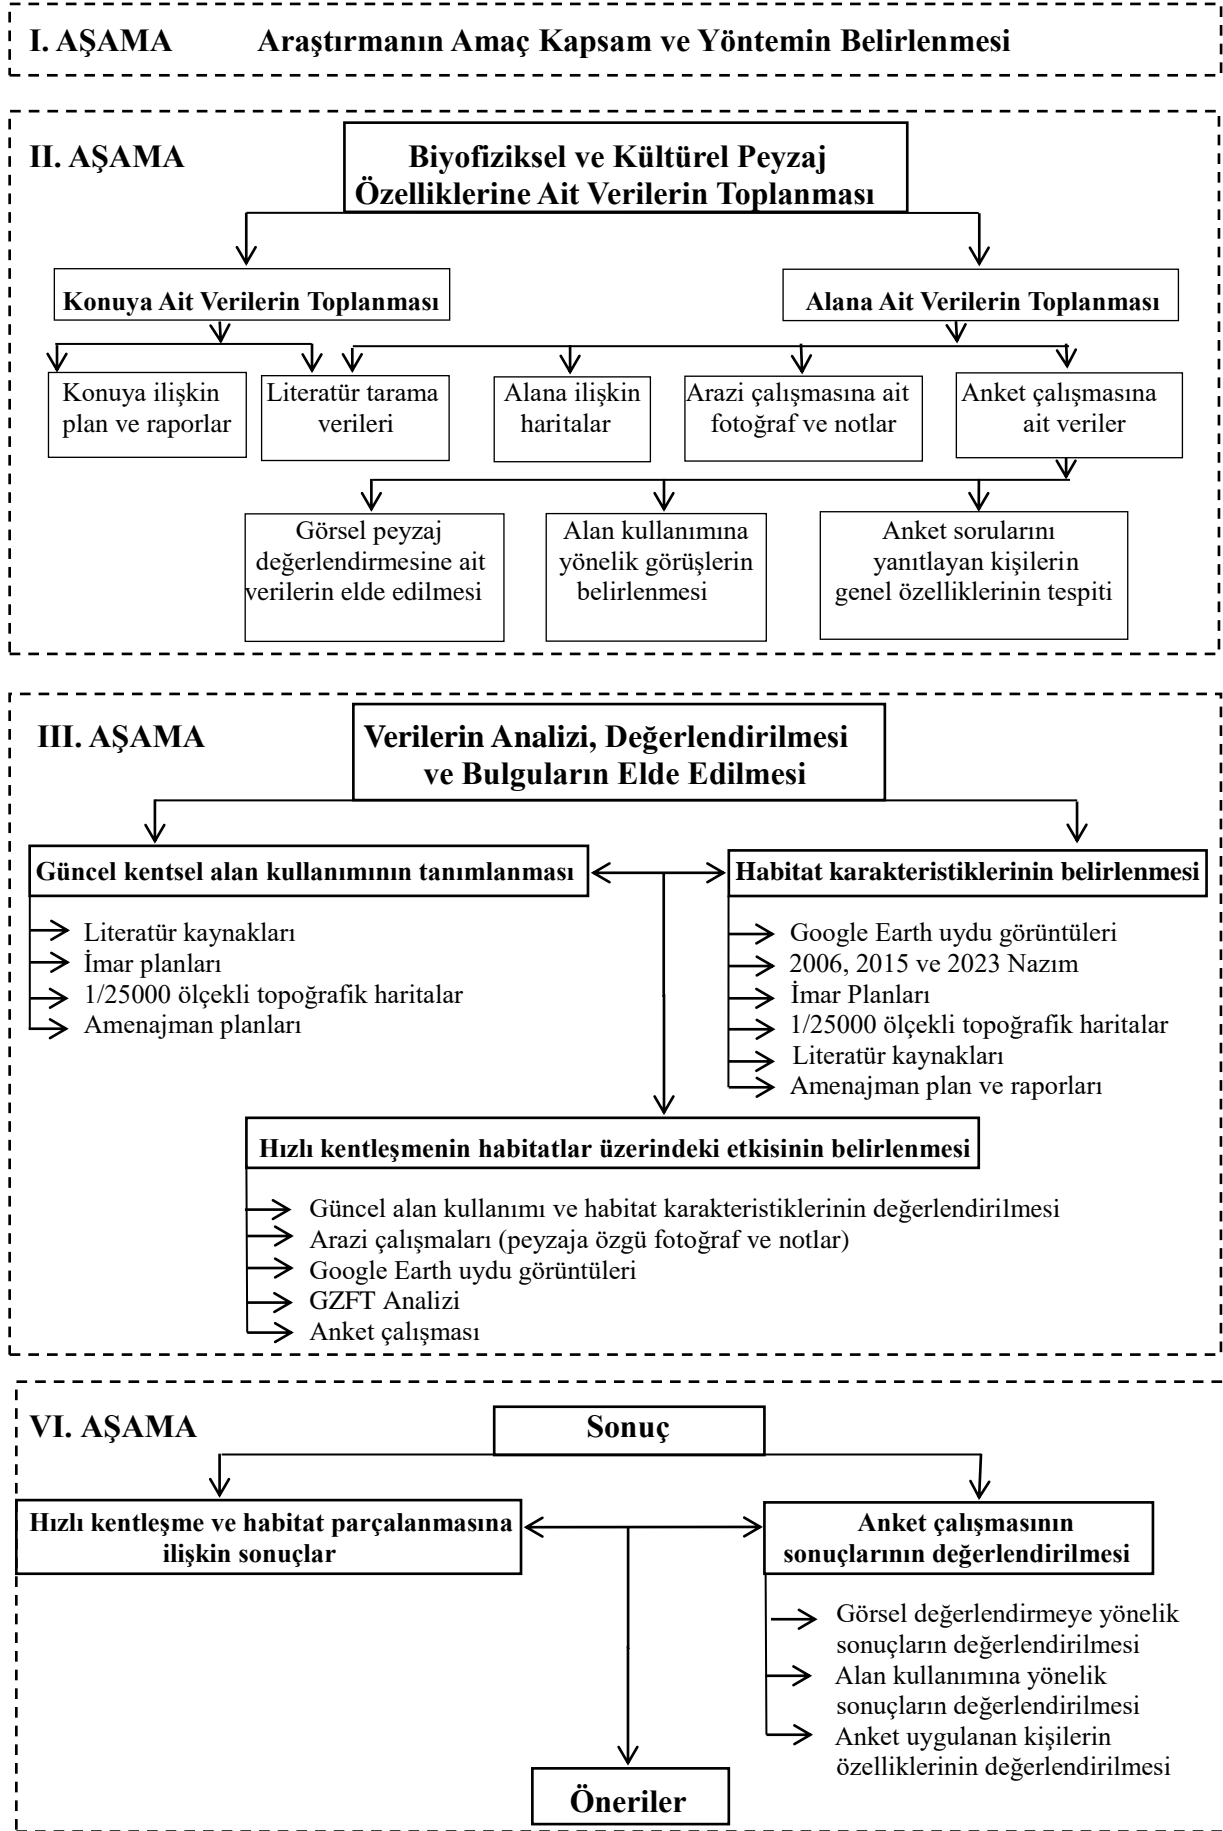 I. AŞAMA Araştırmanın Amaç Kapsam ve Yöntemin Belirlenmesi
II. AŞAMA
Biyofiziksel ve Kültürel Peyzaj
Özelliklerine Ait Verilerin Toplanması
Konuya Ait Verilerin Toplanması
Alana Ait Verilerin Toplanması
Konuya ilişkin
plan ve raporlar
Literatür tarama
verileri
Alana ilişkin
haritalar
Arazi çalışmasına ait
fotoğraf ve notlar
Anket çalışmasına
ait veriler
Görsel peyzaj
değerlendirmesine ait
verilerin elde edilmesi
Alan kullanımına
yönelik görüşlerin
belirlenmesi
Anket sorularını
yanıtlayan kişilerin
genel özelliklerinin tespiti
III. AŞAMA
Verilerin Analizi, Değerlendirilmesi
ve Bulguların Elde Edilmesi
Güncel kentsel alan kullanımının tanımlanması
Literatür kaynakları
İmar planları
1/25000 ölçekli topoğrafik haritalar
Amenajman planları
Habitat karakteristiklerinin belirlenmesi
Google Earth uydu görüntüleri
2006, 2015 ve 2023 Nazım
İmar Planları
1/25000 ölçekli topoğrafik haritalar
Literatür kaynakları
Amenajman plan ve raporları
Hızlı kentleşmenin habitatlar üzerindeki etkisinin belirlenmesi
Güncel alan kullanımı ve habitat karakteristiklerinin değerlendirilmesi
Arazi çalışmaları (peyzaja özgü fotoğraf ve notlar)
Google Earth uydu görüntüleri
GZFT Analizi
Anket çalışması
VI. AŞAMA
Sonuç
Hızlı kentleşme ve habitat parçalanmasına
ilişkin sonuçlar
Anket çalışmasının
sonuçlarının değerlendirilmesi
Görsel değerlendirmeye yönelik
sonuçların değerlendirilmesi
Alan kullanımına yönelik
sonuçların değerlendirilmesi
Anket uygulanan kişilerin
özelliklerinin değerlendirilmesi
Öneriler